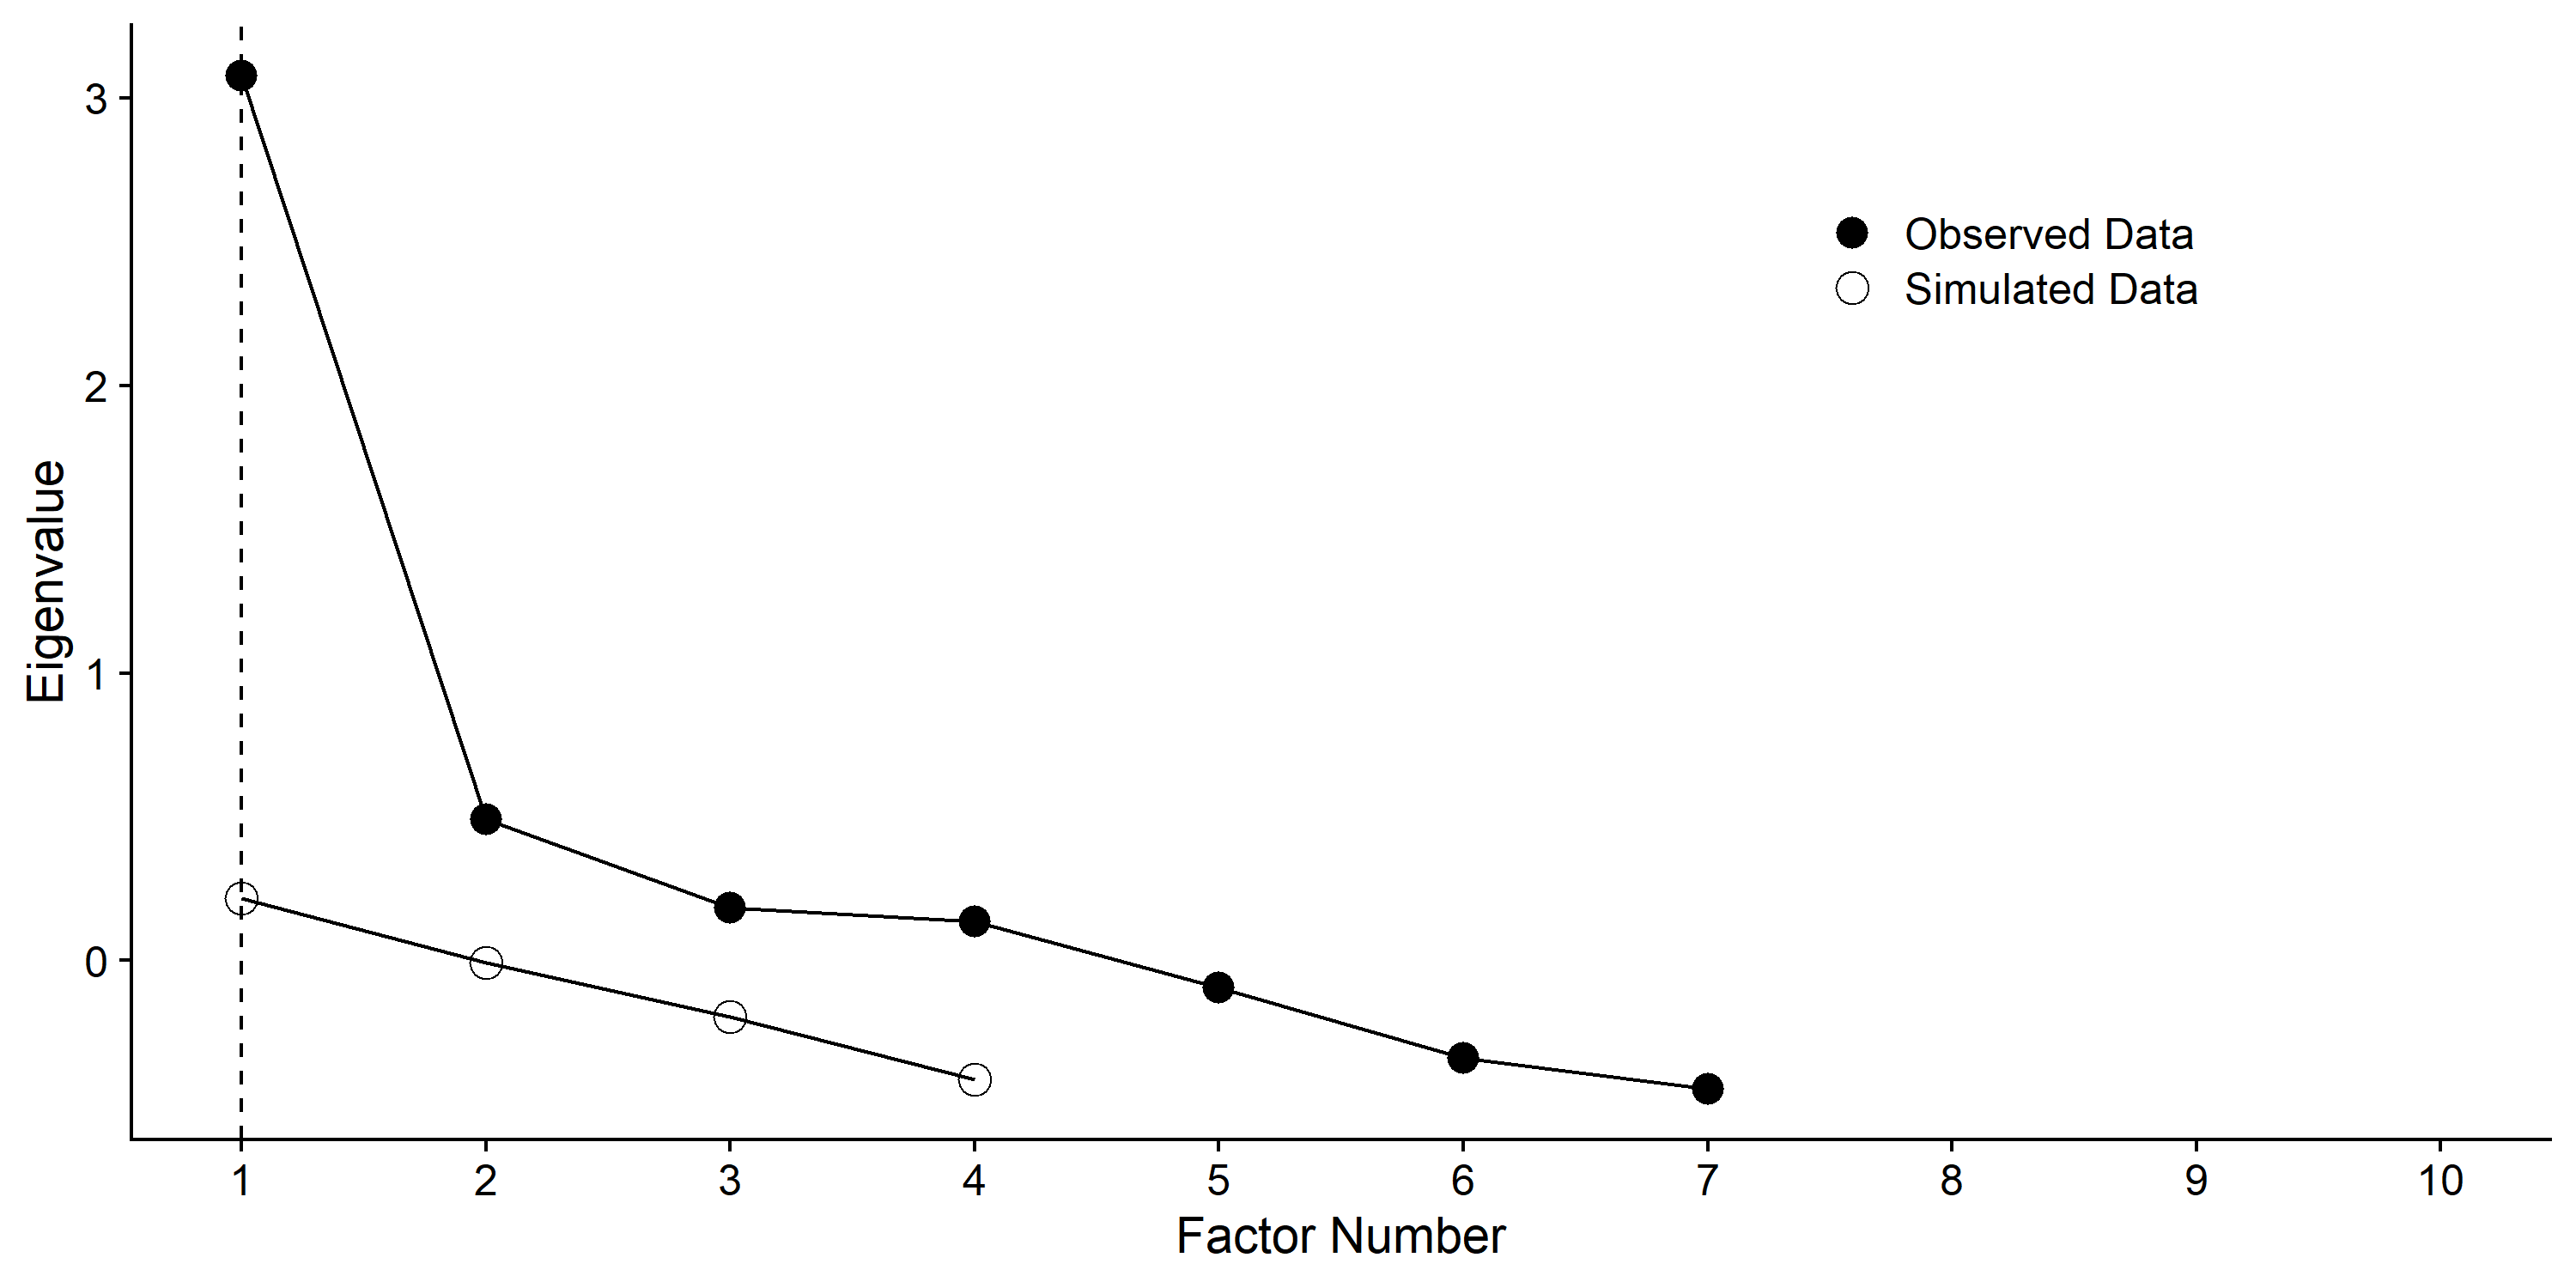 3
2
1
0
Eigenvalue
Observed Data
Simulated Data
1 2 3 4 5 6 7 8 9 10
Factor Number